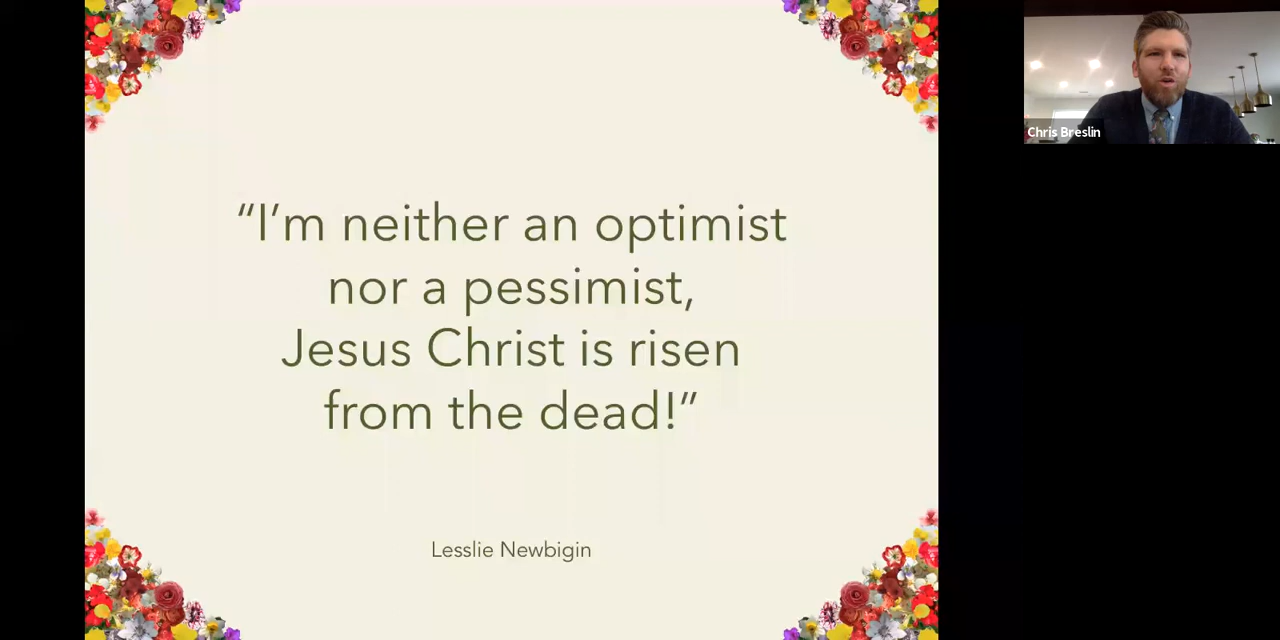 “I’m neither an optimist
nor a pessimist,
Jesus Christ is risen
from the dead!”
Lesslie Newbigin
Chris Breslin